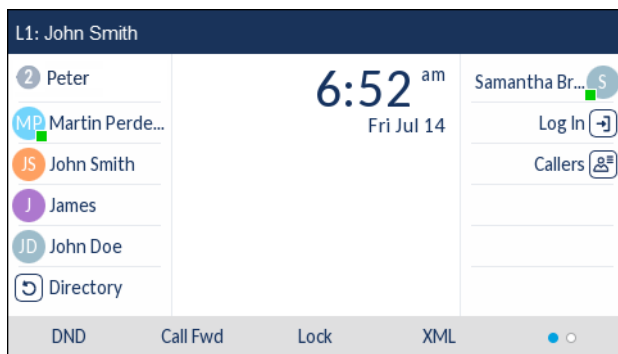 L1: John Smith
2 Peter
MP Martin Perde...
JS John Smith
J James
JD John Doe
Directory
6:52 am
Fri Jul 14
Samantha Br... S
Log In
Callers
DND Call Fwd Lock XML